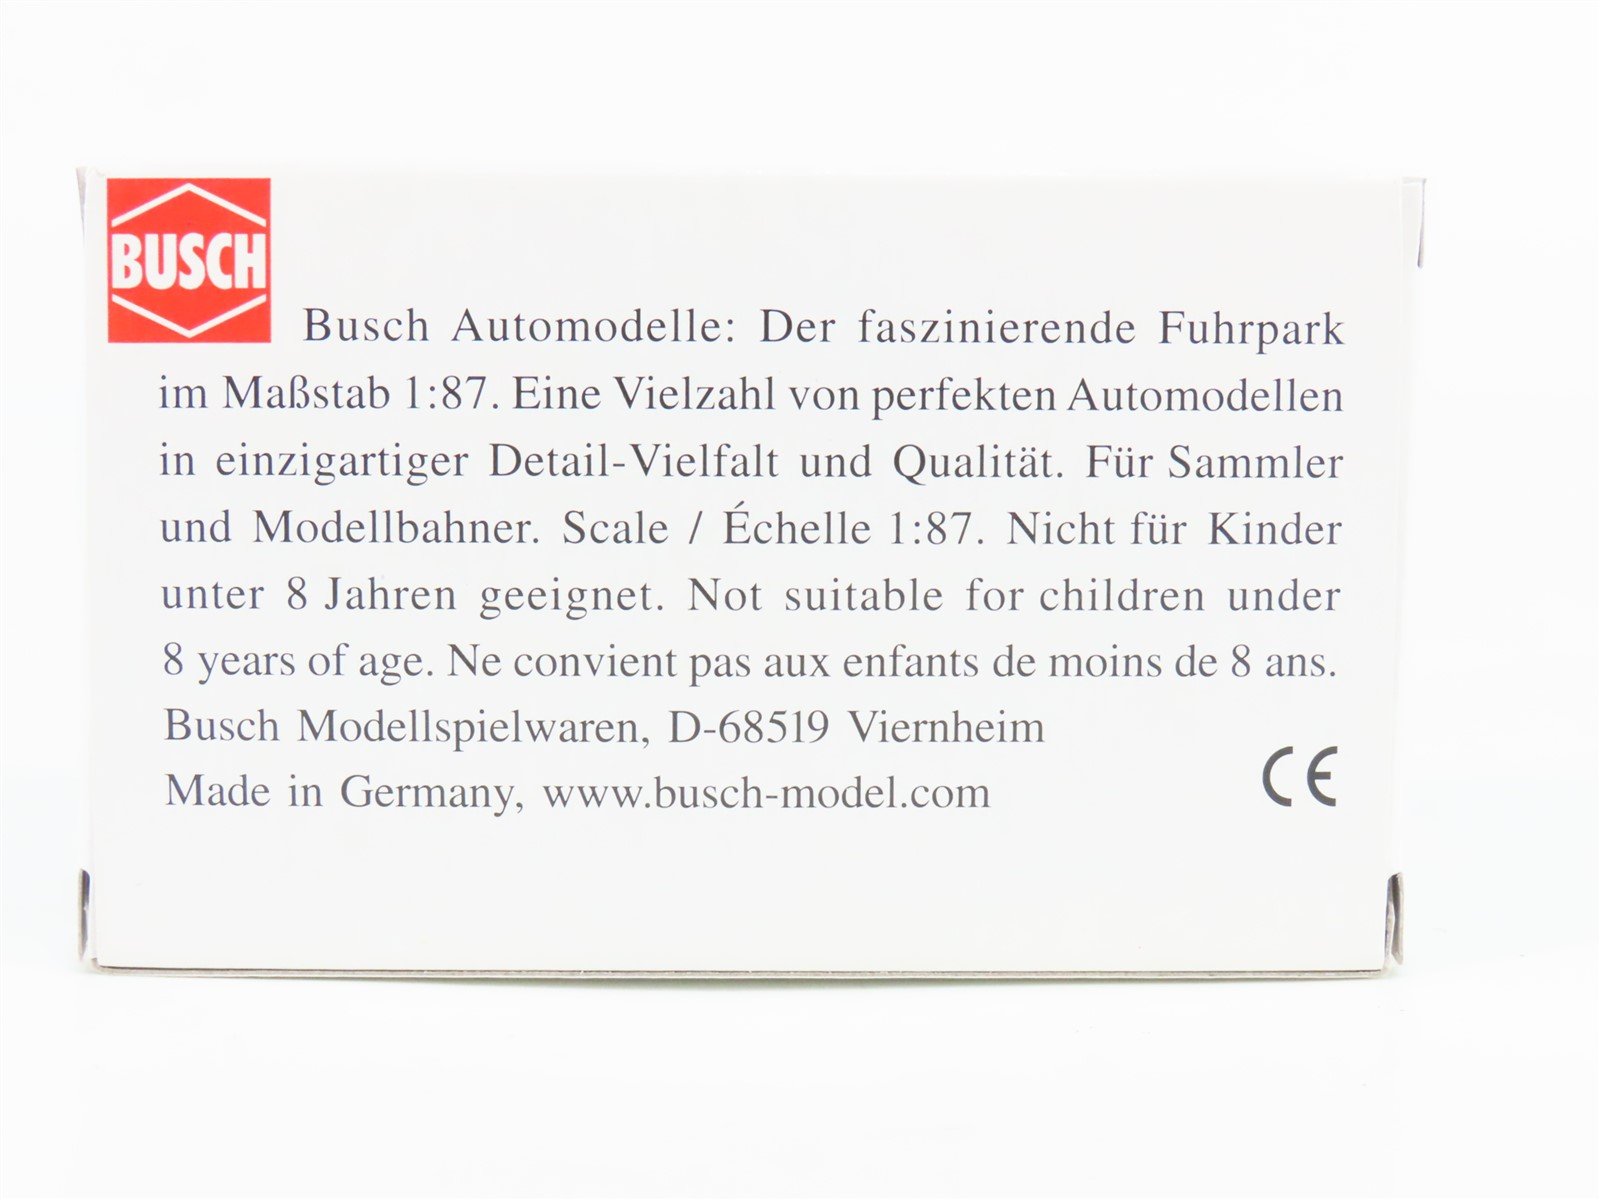 BUSCH
Busch Automodelle: Der faszinierende Fuhrpark
im Maßstab 1:87. Eine Vielzahl von perfekten Automodellen
in einzigartiger Detail-Vielfalt und Qualität. Für Sammler
und Modellbahner. Scale / Échelle 1:87. Nicht für Kinder
unter 8 Jahren geeignet. Not suitable for children under
8 years of age. Ne convient pas aux enfants de moins de 8 ans.
Busch Modellspielwaren, D-68519 Viernheim
Made in Germany, www.busch-model.com
CE